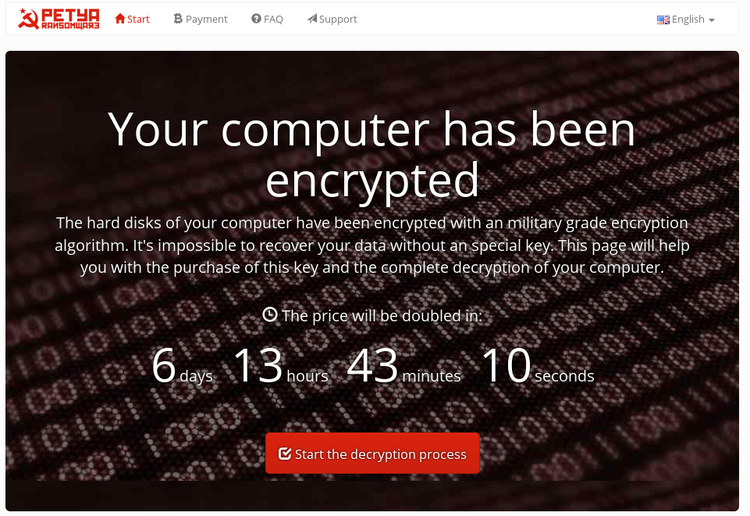 PETYA
RANSOMWAR3
Start
Payment
FAQ
Support
English
Your computer has been
encrypted
The hard disks of your computer have been encrypted with an military grade encryption
algorithm. It's impossible to recover your data without an special key. This page will help
you with the purchase of this key and the complete decryption of your computer.
The price will be doubled in:
6 days 13 hours 43 minutes 10 seconds
Start the decryption process